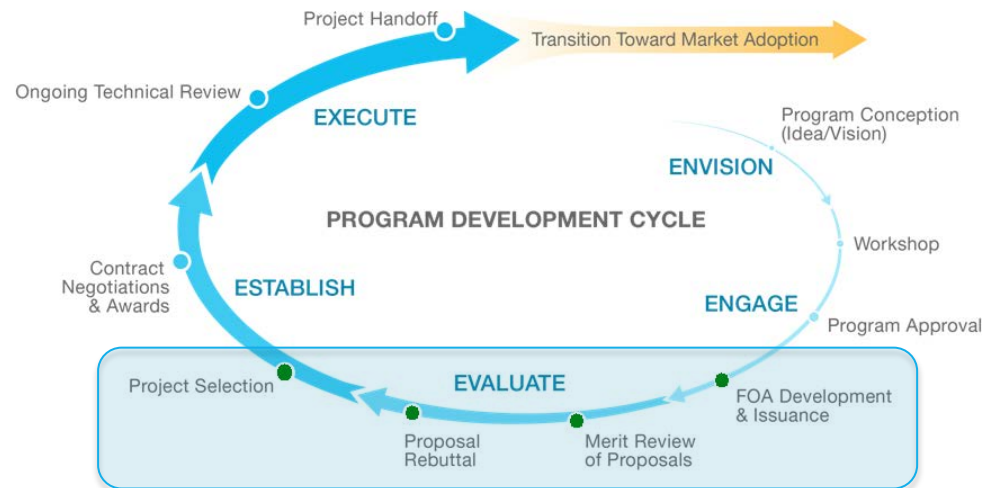 Project Handoff
Transition Toward Market Adoption
Ongoing Technical Review
EXECUTE
Program Conception
(Idea/Vision)
ENVISION
PROGRAM DEVELOPMENT CYCLE
Workshop
Contract
Negotiations
& Awards
ESTABLISH
ENGAGE
Program Approval
Project Selection
EVALUATE
FOA Development
& Issuance
Proposal
Rebuttal
Merit Review
of Proposals